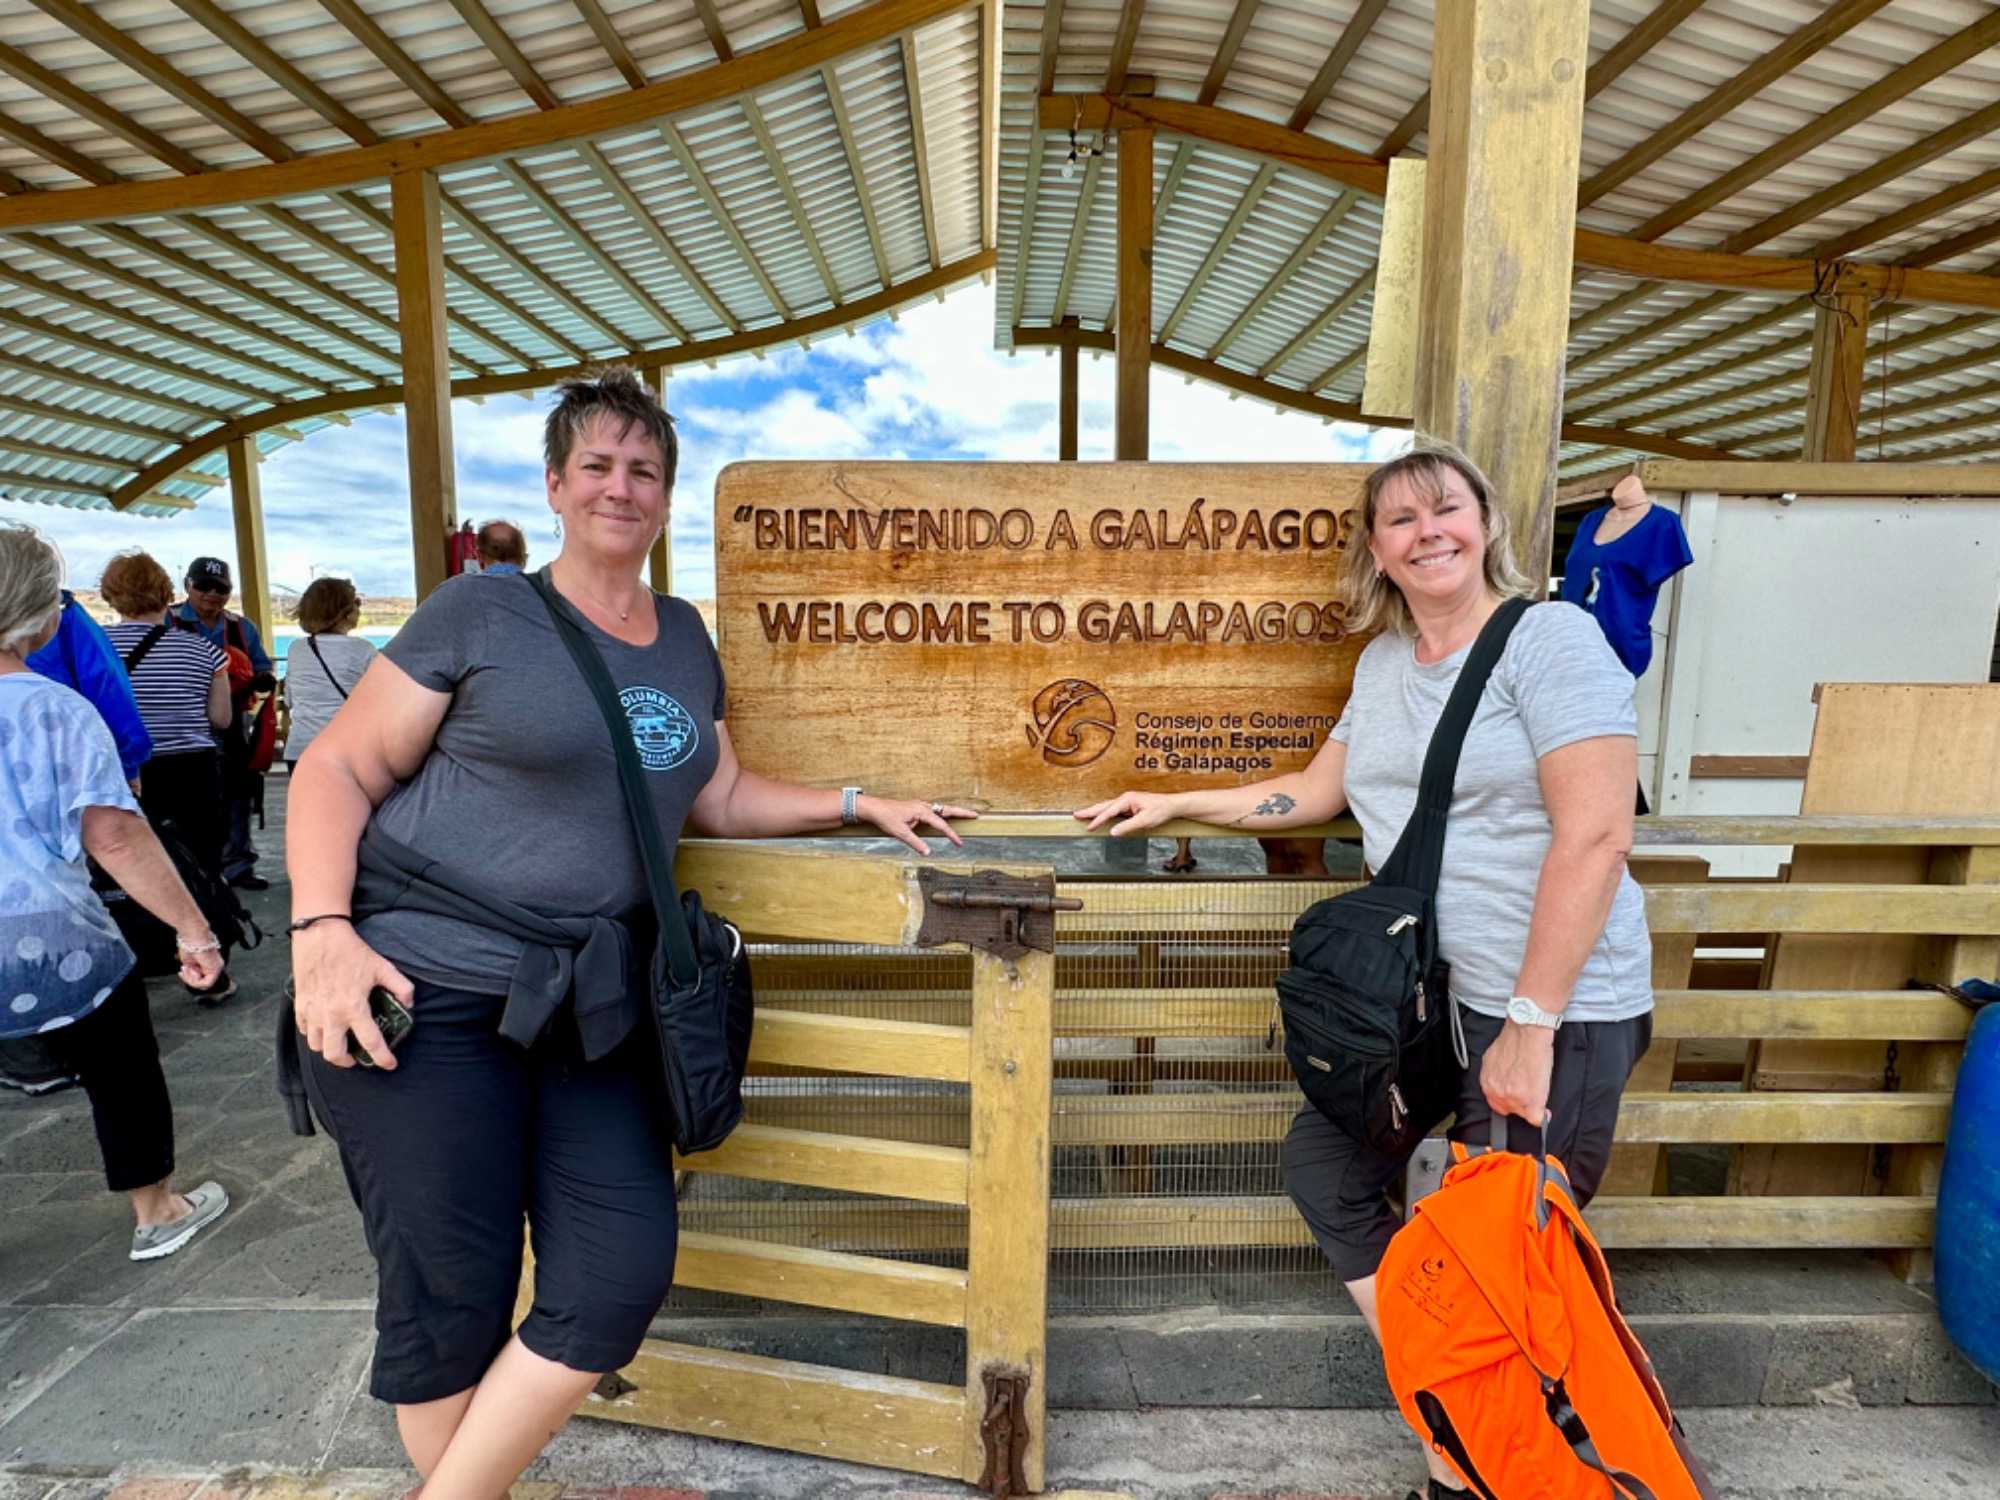 "BIENVENIDO A GALÁPAGOS
WELCOME TO GALAPAGOS
Consejo de Gobierno
Régimen Especial
de Galápagos
COLUMBIA